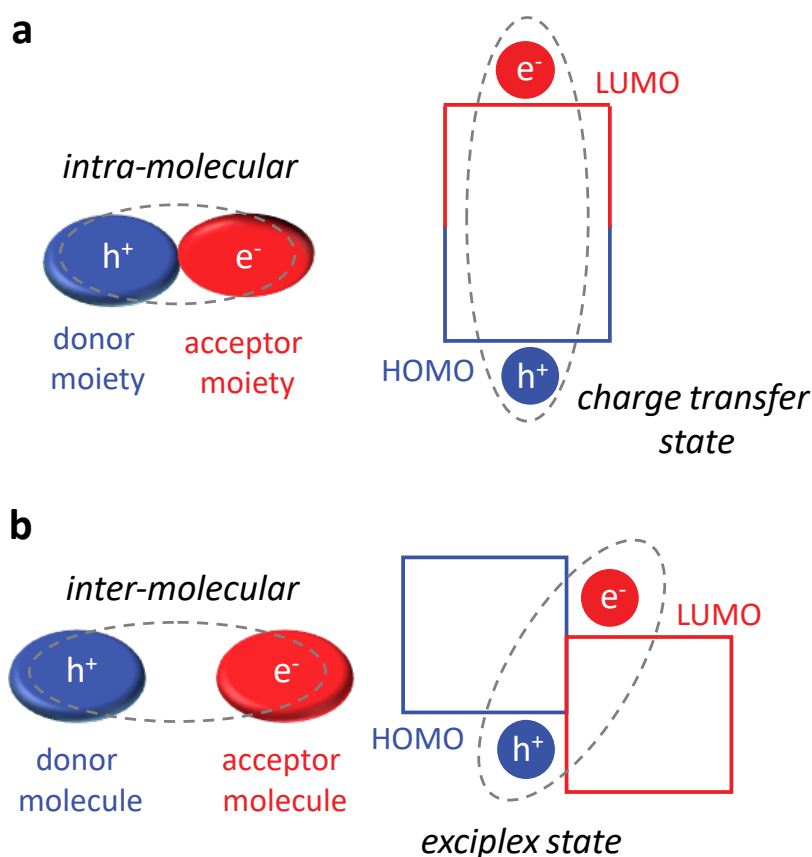 a
intra-molecular
h+ e-
donor moiety
acceptor moiety
e-
LUMO
HOMO
h+
charge transfer
state
b
inter-molecular
h+ e-
donor molecule
acceptor molecule
e-
LUMO
HOMO
h+
exciplex state